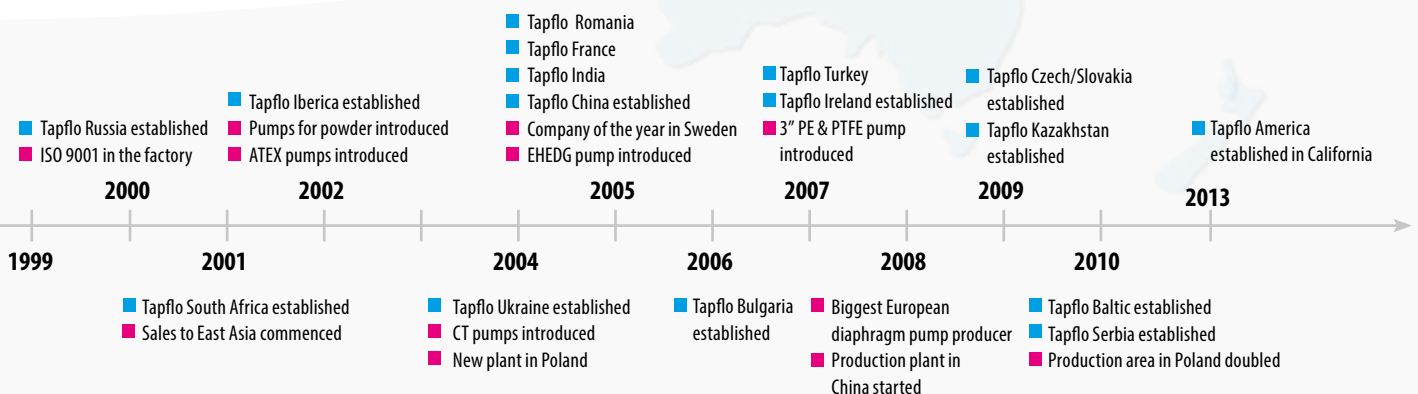 Tapflo Russia established
ISO 9001 in the factory
2000
Tapflo Iberica established
Pumps for powder introduced
ATEX pumps introduced
2002
Tapflo Romania
Tapflo France
Tapflo India
Tapflo China established
Company of the year in Sweden
EHEDG pump introduced
2005
Tapflo Turkey
Tapflo Ireland established
3” PE & PTFE pump
introduced
2007
Tapflo Czech/Slovakia
established
Tapflo Kazakhstan
established
2009
Tapflo America
established in California
2013
1999
2001
Tapflo South Africa established
Sales to East Asia commenced
2004
Tapflo Ukraine established
CT pumps introduced
New plant in Poland
2006
Tapflo Bulgaria
established
2008
Biggest European
diaphragm pump producer
Production plant in
China started
2010
Tapflo Baltic established
Tapflo Serbia established
Production area in Poland doubled